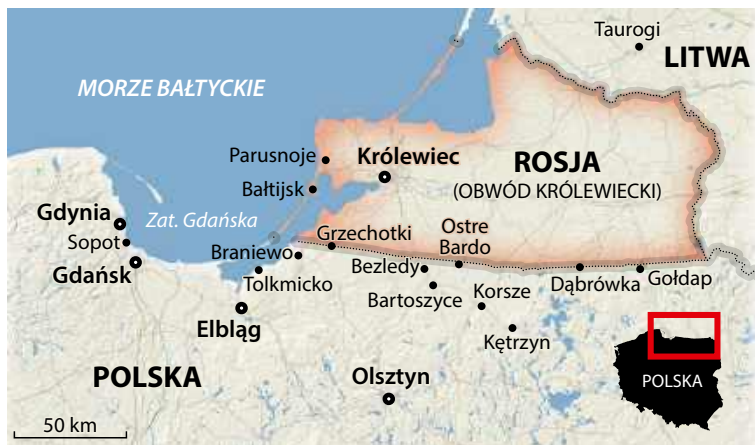 Taurogi
LITWA
MORZE BAŁTYCKIE
Parusnoje
Królewiec
ROSJA
(OBWÓD KRÓLEWIECKI)
Bałtijsk
Gdynia
Zat. Gdańska
Sopot
Grzechotki
Ostre
Bardo
Braniewo
Gdańsk
Bezledy
Tolkmicko
Dąbrówka
Gołdap
Bartoszyce
Korsze
Elbląg
Kętrzyn
POLSKA
Olsztyn
POLSKA
50 km